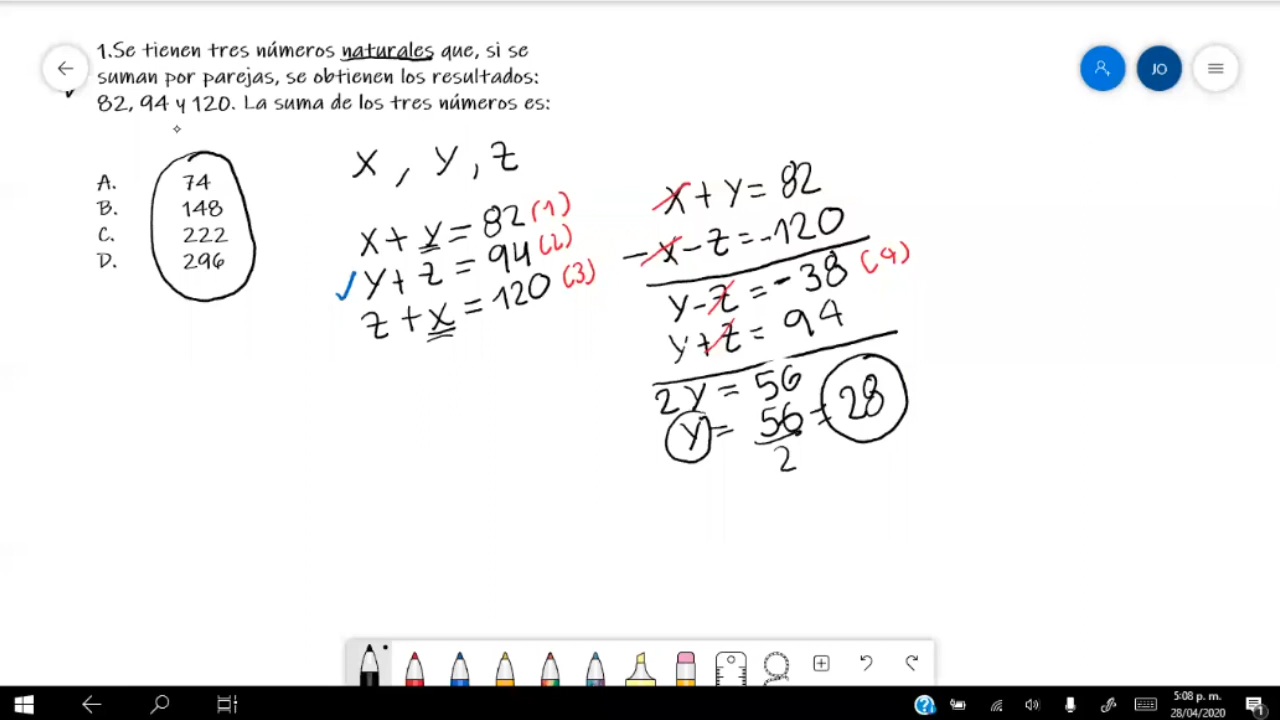 1.Se tienen tres números naturales que, si se
suman por parejas, se obtienen los resultados:
82, 94 y 120. La suma de los tres números es:
A. 74
B. 148
C. 222
D. 296
x, y, z
x + y = 82 (1)
y + z = 94 (2)
z + x = 120 (3)
x + y = 82
-x - z = -120
y - z = -38 (4)
y + z = 94
2y = 56
y = 56/2 = 28
JO
5:08 p. m.
28/04/2020
1